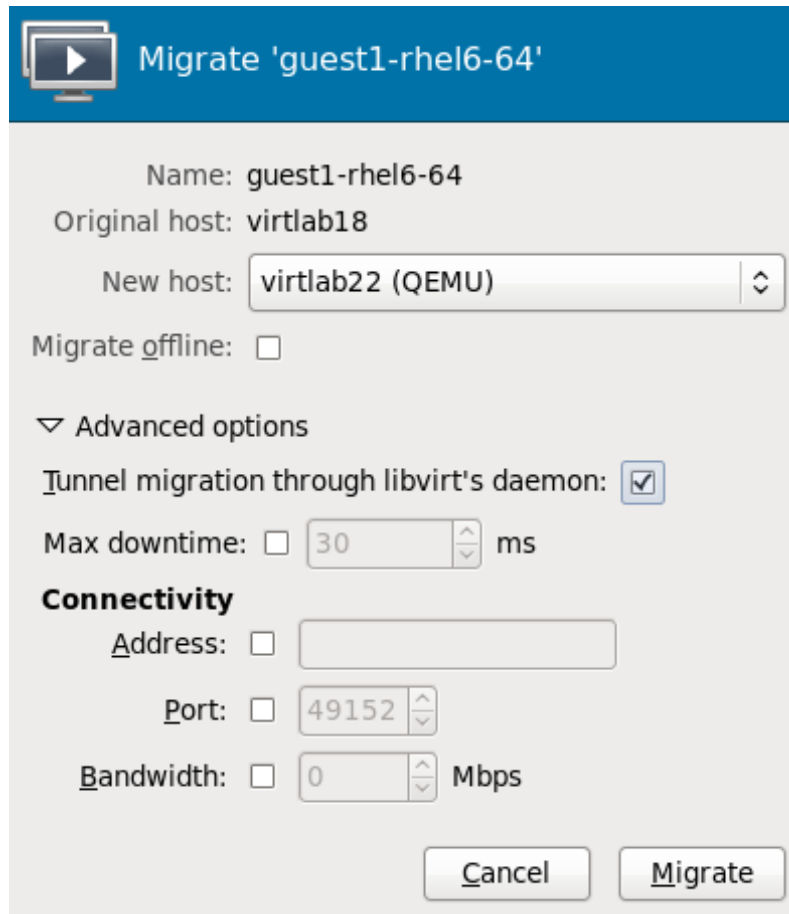 Migrate 'guest1-rhel6-64'
Name: guest1-rhel6-64
Original host: virtlab18
New host: virtlab22 (QEMU)
Migrate offline:
Advanced options
Tunnel migration through libvirt's daemon:
Max downtime: 30 ms
Connectivity
Address:
Port: 49152
Bandwidth: 0 Mbps
Cancel Migrate